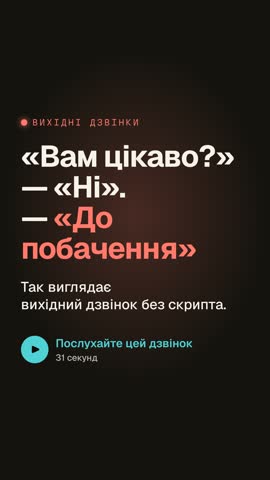 ВИХІДНІ ДЗВІНКИ
«Вам цікаво?»
— «Ні».
— «До
побачення»
Так виглядає
вихідний дзвінок без скрипта.
Послухайте цей дзвінок
31 секунд